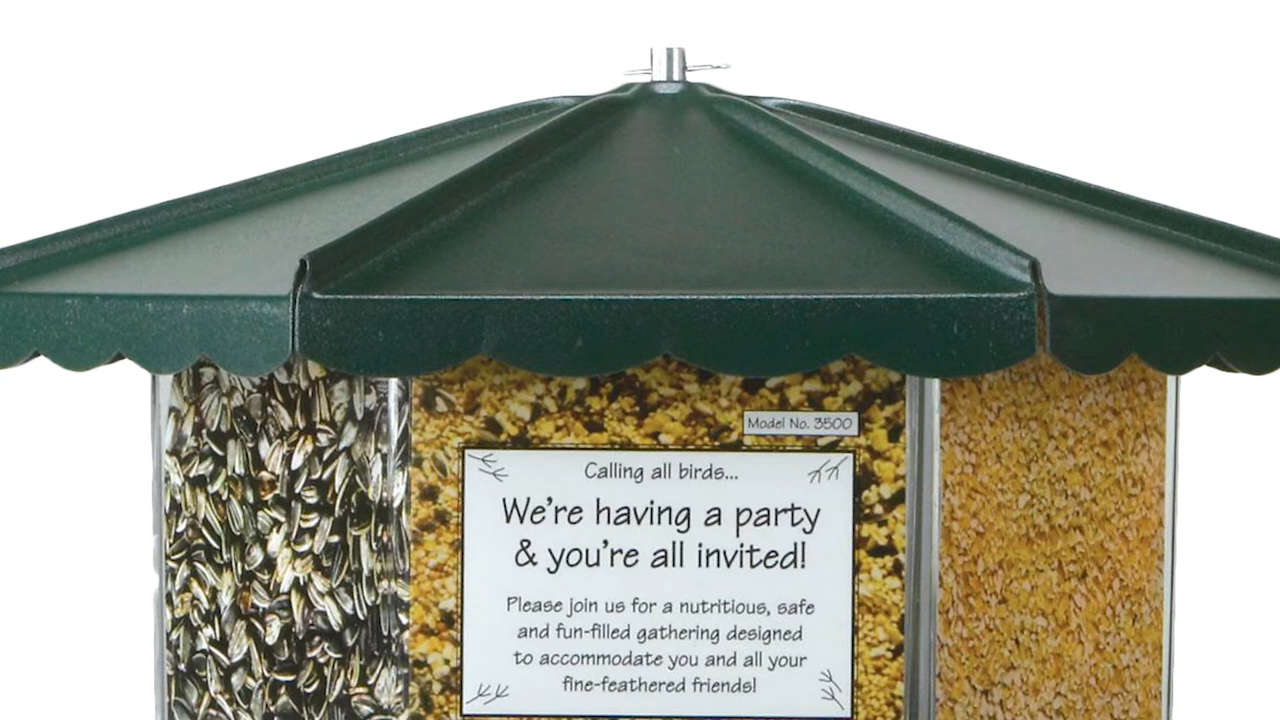 Model No. 3500
Calling all birds...
We're having a party
& you're all invited!
Please join us for a nutritious, safe
and fun-filled gathering designed
to accommodate you and all your
fine-feathered friends!